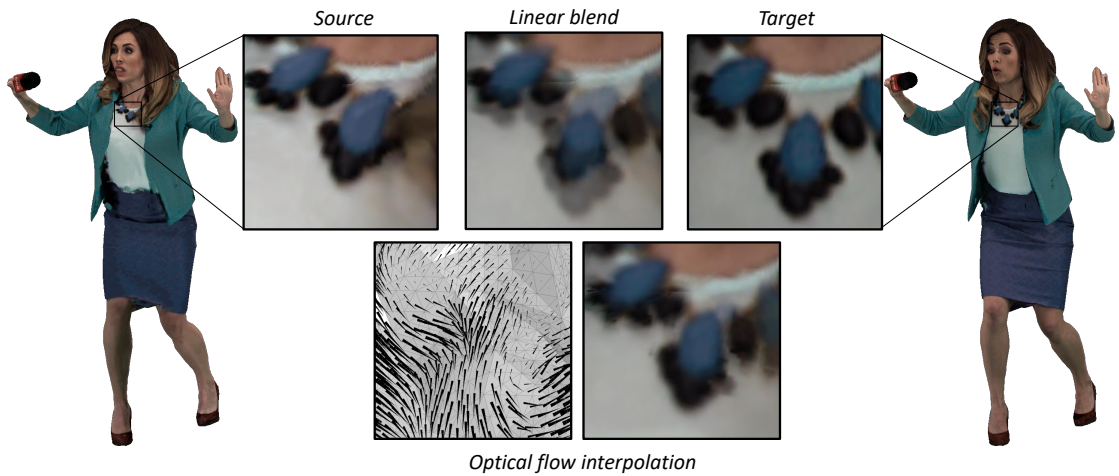 Source
Linear blend
Target
Optical flow interpolation